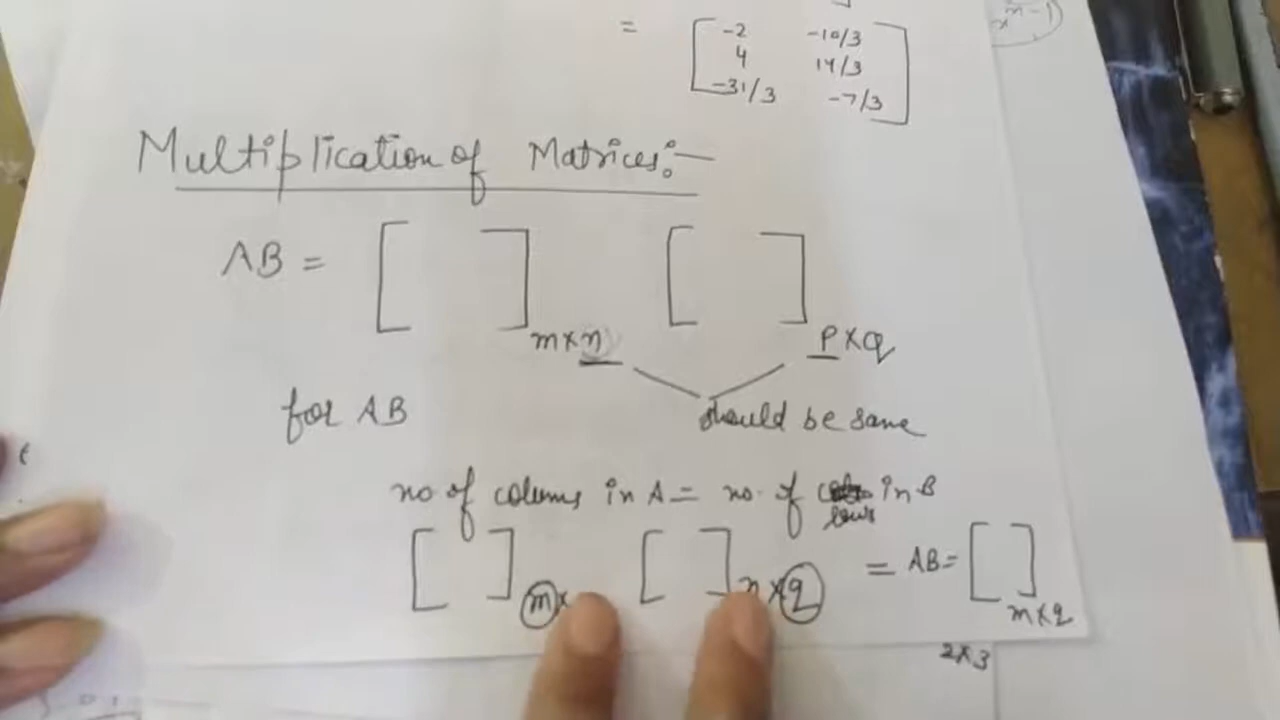 = [ -2 -10/3
4 14/3
-31/3 -7/3 ]
Multiplication of Matrices:—
AB = [ ] m×n [ ] P×q
for AB should be same
no of colums in A = no. of rows in B
[ ] m× [ ] n×q = AB = [ ] m×q
2×3